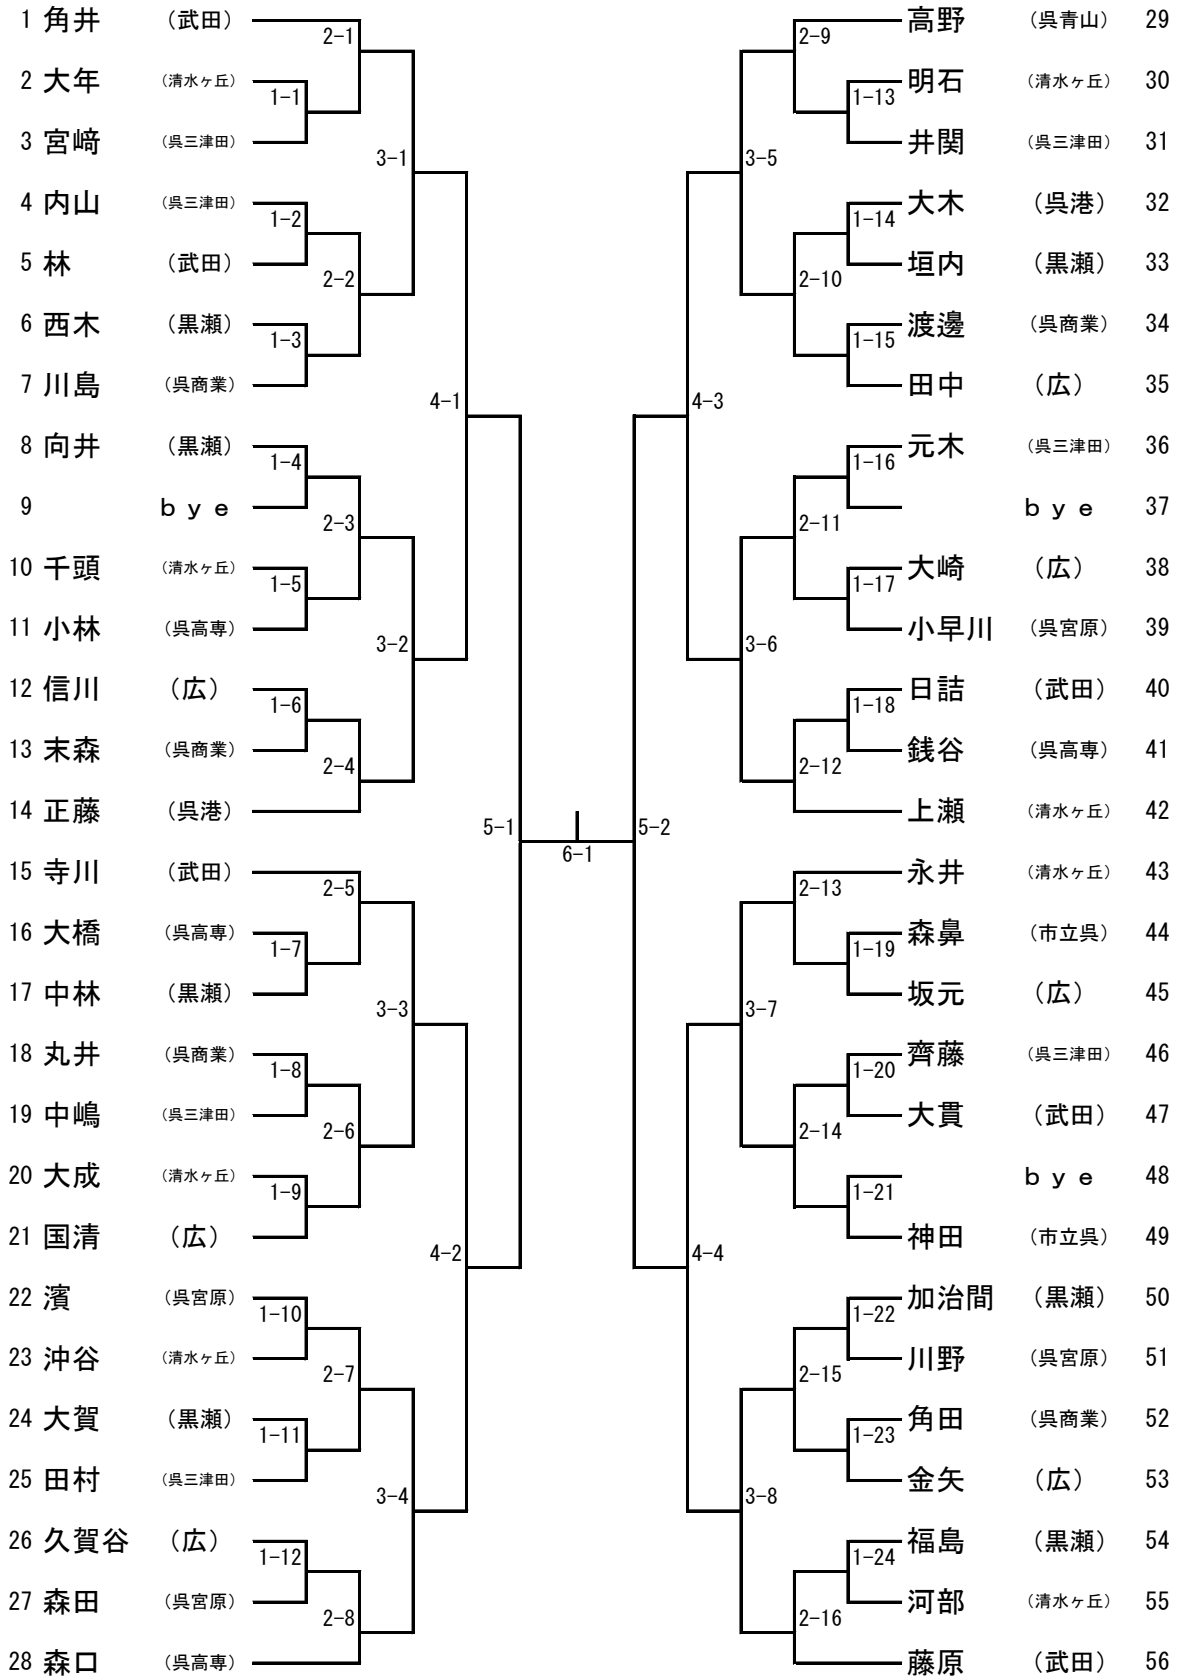 1 角井 (武田)
2 大年 (清水ヶ丘)
3 宮﨑 (呉三津田)
4 内山 (呉三津田)
5 林 (武田)
6 西木 (黒瀬)
7 川島 (呉商業)
8 向井 (黒瀬)
9 bye
10 千頭 (清水ヶ丘)
11 小林 (呉高専)
12 信川 (広)
13 末森 (呉商業)
14 正藤 (呉港)
15 寺川 (武田)
16 大橋 (呉高専)
17 中林 (黒瀬)
18 丸井 (呉商業)
19 中嶋 (呉三津田)
20 大成 (清水ヶ丘)
21 国清 (広)
22 濱 (呉宮原)
23 沖谷 (清水ヶ丘)
24 大賀 (黒瀬)
25 田村 (呉三津田)
26 久賀谷 (広)
27 森田 (呉宮原)
28 森口 (呉高専)
1-1
1-2
1-3
1-4
1-5
1-6
1-7
1-8
1-9
1-10
1-11
1-12
2-1
2-2
2-3
2-4
2-5
2-6
2-7
2-8
3-1
3-2
3-3
3-4
4-1
4-2
5-1
6-1
5-2
4-3
4-4
3-5
3-6
3-7
3-8
2-9
2-10
2-11
2-12
2-13
2-14
2-15
2-16
1-13
1-14
1-15
1-16
1-17
1-18
1-19
1-20
1-21
1-22
1-23
1-24
高野 (呉青山) 29
明石 (清水ヶ丘) 30
井関 (呉三津田) 31
大木 (呉港) 32
垣内 (黒瀬) 33
渡邊 (呉商業) 34
田中 (広) 35
元木 (呉三津田) 36
bye 37
大崎 (広) 38
小早川 (呉宮原) 39
日詰 (武田) 40
銭谷 (呉高専) 41
上瀬 (清水ヶ丘) 42
永井 (清水ヶ丘) 43
森鼻 (市立呉) 44
坂元 (広) 45
齊藤 (呉三津田) 46
大貫 (武田) 47
bye 48
神田 (市立呉) 49
加治間 (黒瀬) 50
川野 (呉宮原) 51
角田 (呉商業) 52
金矢 (広) 53
福島 (黒瀬) 54
河部 (清水ヶ丘) 55
藤原 (武田) 56